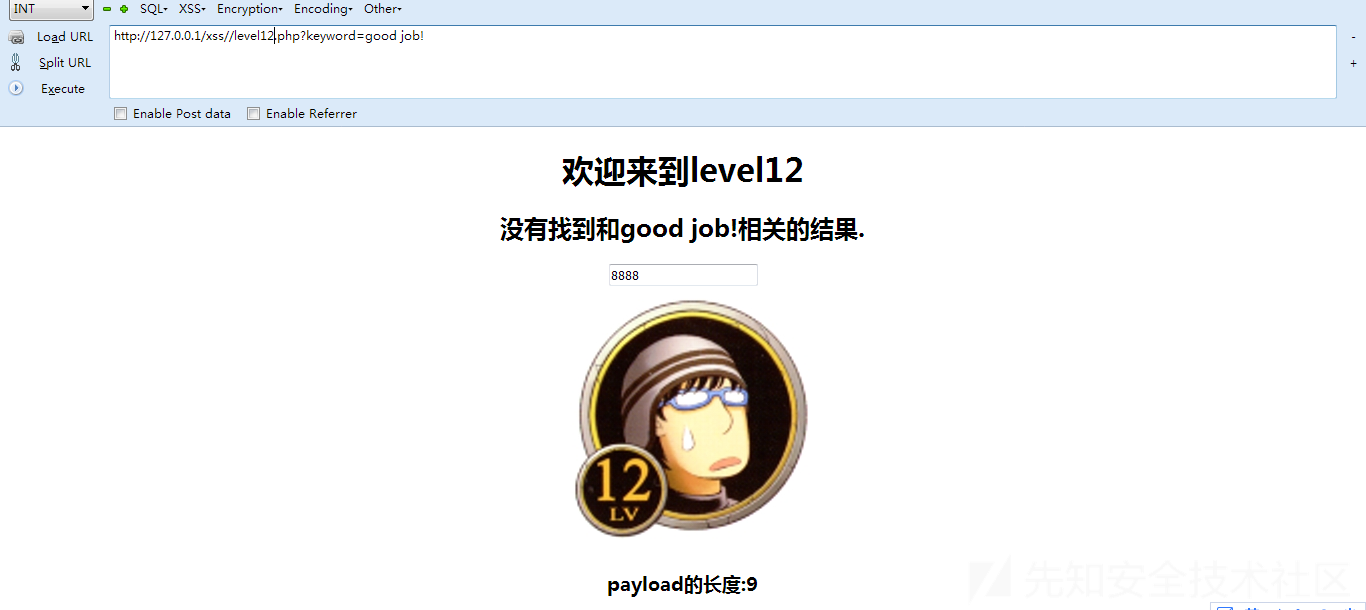 INT SQL XSS Encryption Encoding Other
Load URL http://127.0.0.1/xss//level12.php?keyword=good job! -
Split URL +
Execute
Enable Post data Enable Referrer
欢迎来到level12
没有找到和good job!相关的结果.
8888
12
LV
payload的长度:9
先知安全技术社区